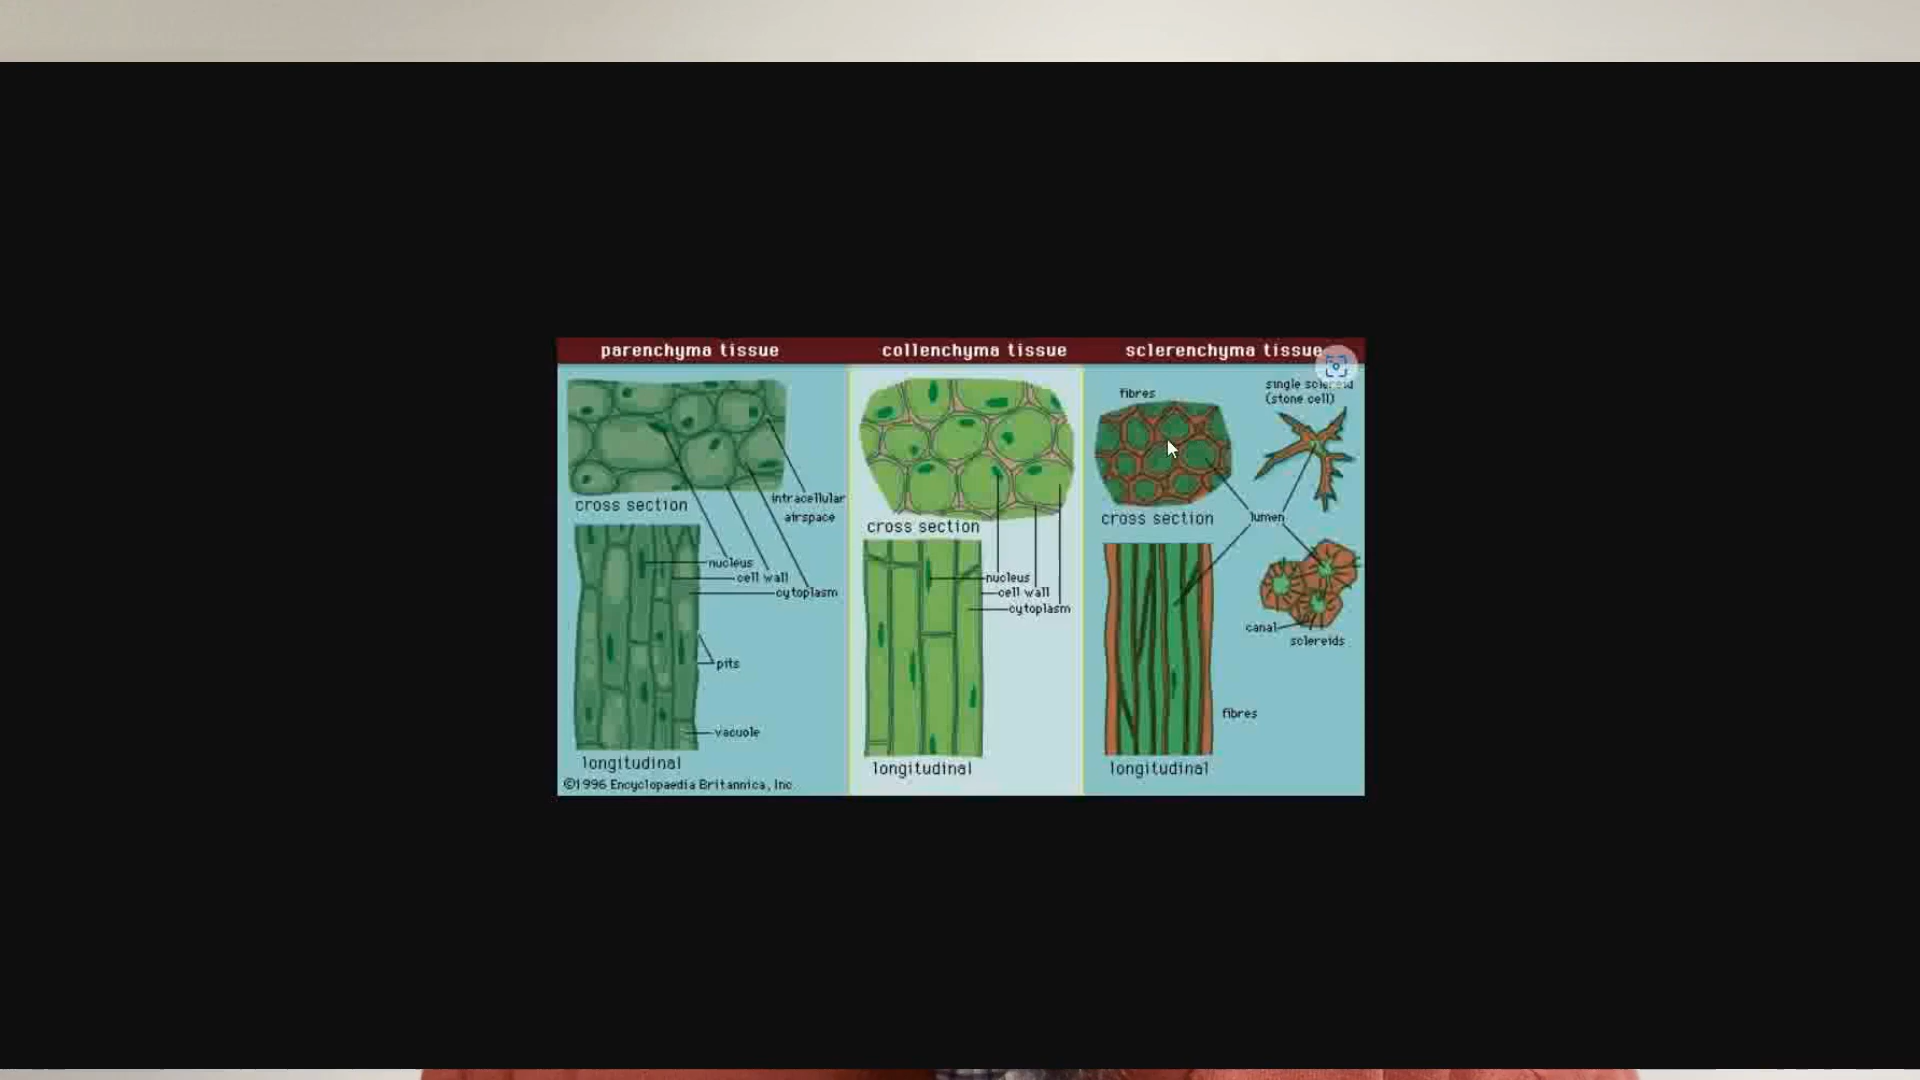 parenchyma tissue
collenchyma tissue
sclerenchyma tissue
cross section
intracellular
airspace
nucleus
cell wall
cytoplasm
pits
vacuole
longitudinal
©1996 Encyclopaedia Britannica, Inc.
cross section
nucleus
cell wall
cytoplasm
longitudinal
fibres
single
(stone cell)
cross section
lumen
canal
sclereids
fibres
longitudinal